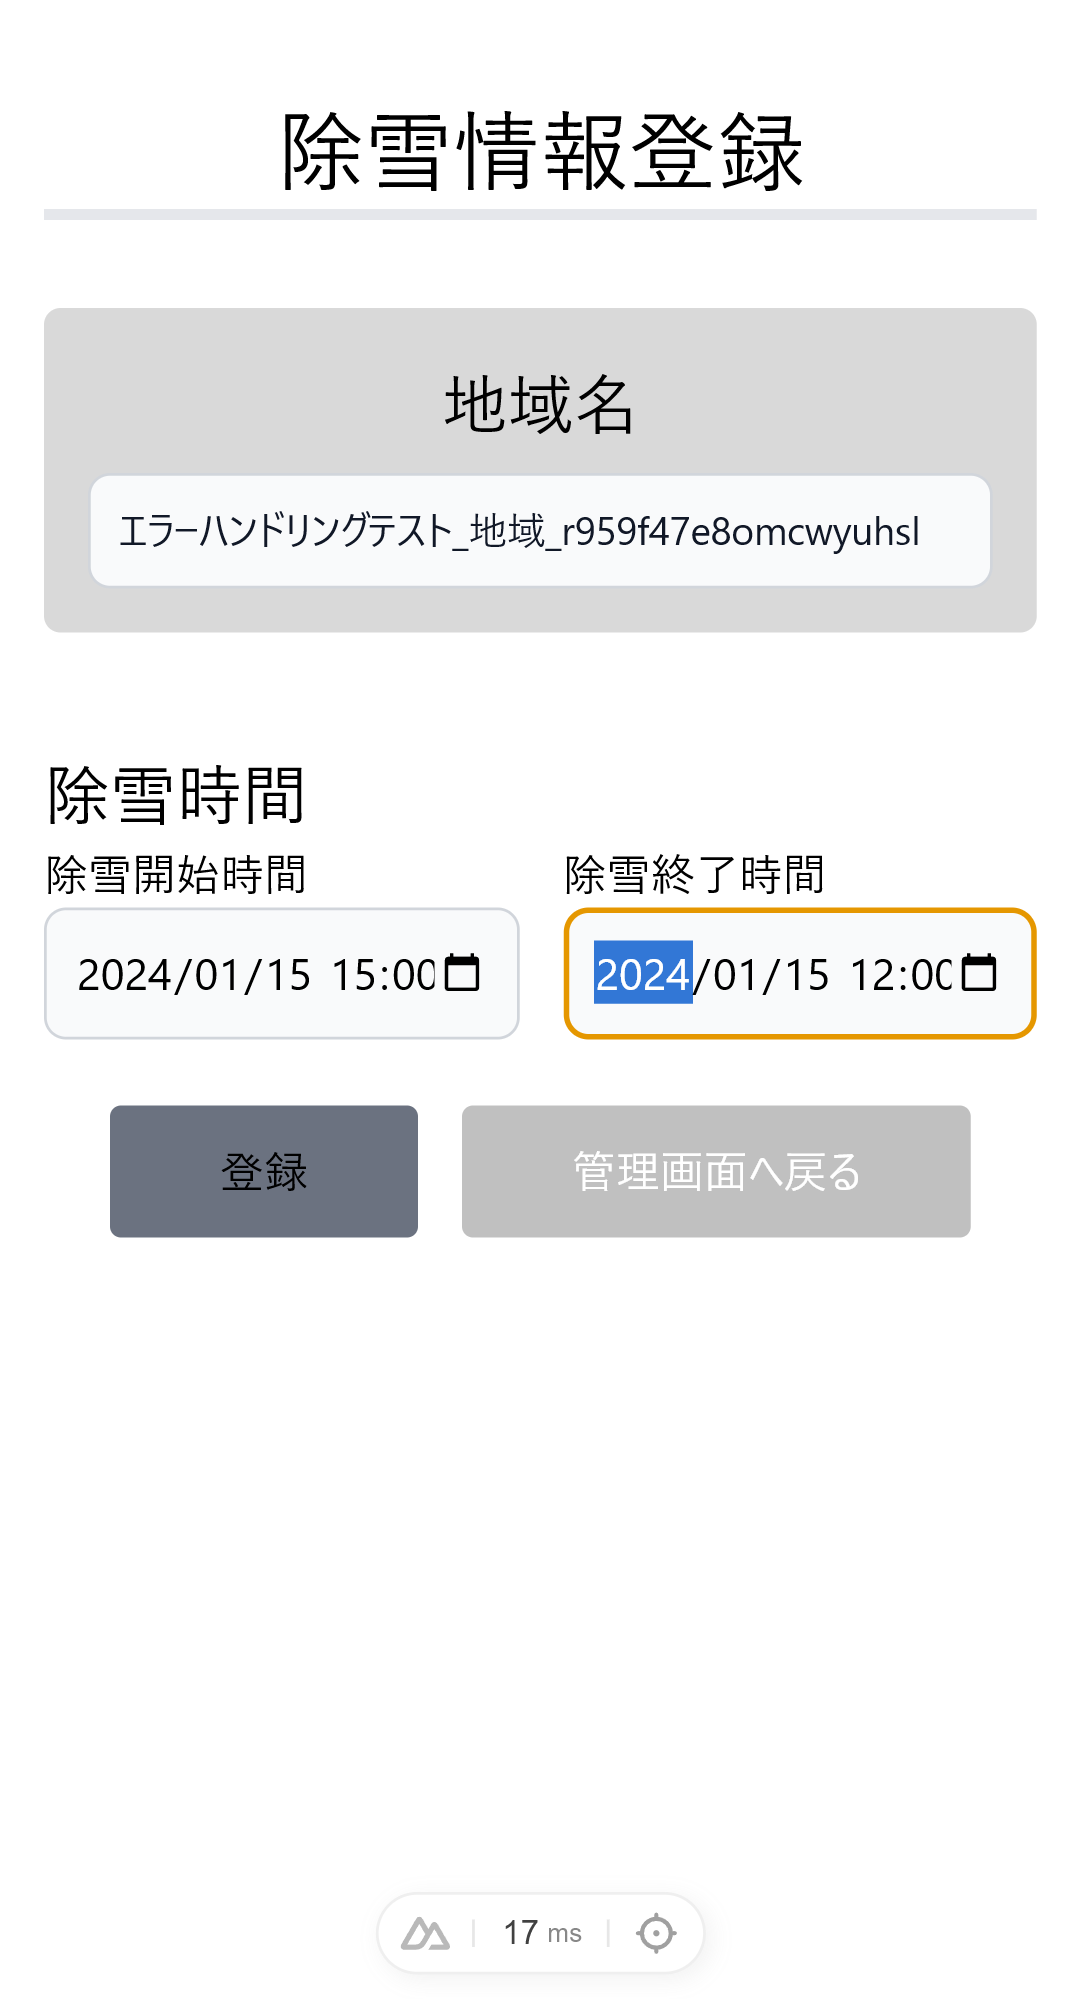 除雪情報登録
地域名
エラーハンドリングテスト_地域_r959f47e8omcwyuhsl
除雪時間
除雪開始時間 除雪終了時間
2024/01/15 15:00 2024/01/15 12:00
登録 管理画面へ戻る
17 ms